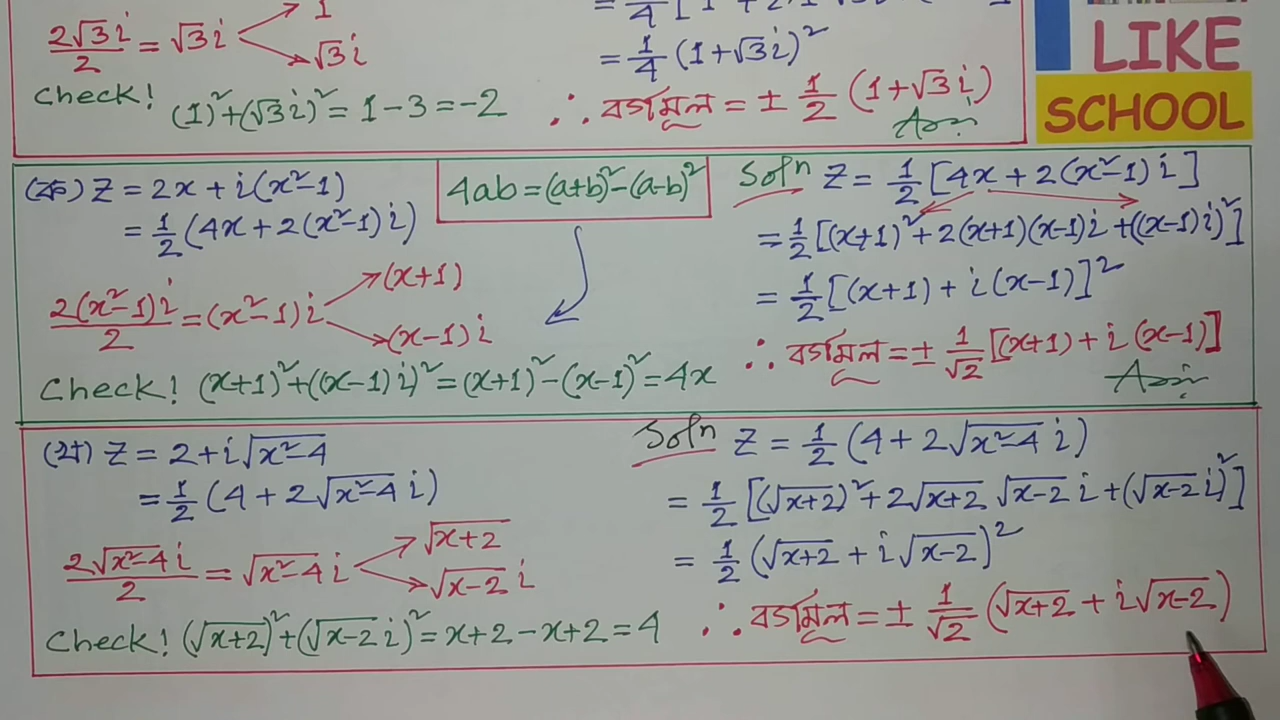 2√3i/2 = √3i → 1
→ √3i
Check! (1)²+(√3i)² = 1-3 = -2
= 1/4 (1+√3i)²
∴ বর্গমূল = ± 1/2 (1+√3i)
LIKE
SCHOOL
Z = 2x + i(x²-1)
= 1/2 (4x + 2(x²-1)i)
4ab = (a+b)² - (a-b)²
2(x²-1)i/2 = (x²-1)i → (x+1)
→ (x-1)i
Check! (x+1)² + ((x-1)i)² = (x+1)² - (x-1)² = 4x
Soln Z = 1/2 [4x + 2(x²-1)i]
= 1/2 [(x+1)² + 2(x+1)(x-1)i + ((x-1)i)²]
= 1/2 [(x+1) + i(x-1)]²
∴ বর্গমূল = ± 1/√2 [(x+1) + i(x-1)]
Z = 2 + i√(x²-4)
= 1/2 (4 + 2√(x²-4) i)
2√(x²-4) i/2 = √(x²-4) i → √(x+2)
→ √(x-2) i
Check! (√(x+2))² + (√(x-2) i)² = x+2-x+2 = 4
Soln Z = 1/2 (4 + 2√(x²-4) i)
= 1/2 [(√(x+2))² + 2√(x+2) √(x-2) i + (√(x-2) i)²]
= 1/2 (√(x+2) + i√(x-2))²
∴ বর্গমূল = ± 1/√2 (√(x+2) + i√(x-2))